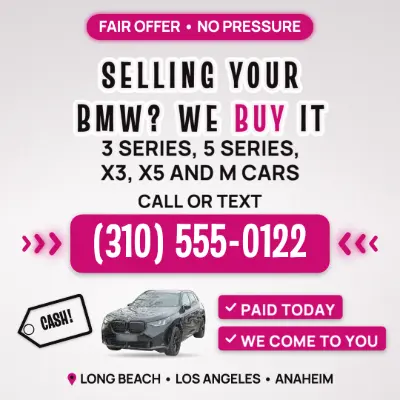 FAIR OFFER • NO PRESSURE
SELLING YOUR
BMW? WE BUY IT
3 SERIES, 5 SERIES,
X3, X5 AND M CARS
CALL OR TEXT
(310) 555-0122
CASH!
PAID TODAY
WE COME TO YOU
LONG BEACH • LOS ANGELES • ANAHEIM